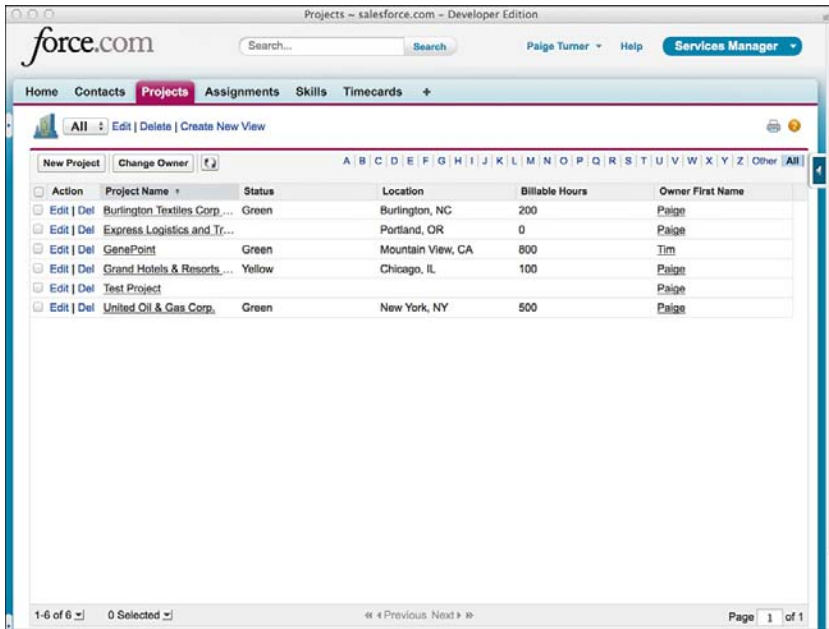 Projects ~ salesforce.com – Developer Edition
force.com
Search... Search Paige Turner Help Services Manager
Home Contacts Projects Assignments Skills Timecards +
All Edit | Delete | Create New View
New Project Change Owner A B C D E F G H I J K L M N O P Q R S T U V W X Y Z Other All
Action Project Name Status Location Billable Hours Owner First Name
Edit | Del Burlington Textiles Corp ... Green Burlington, NC 200 Paige
Edit | Del Express Logistics and Tr... Portland, OR 0 Paige
Edit | Del GenePoint Green Mountain View, CA 800 Tim
Edit | Del Grand Hotels & Resorts ... Yellow Chicago, IL 100 Paige
Edit | Del Test Project Paige
Edit | Del United Oil & Gas Corp. Green New York, NY 500 Paige
1-6 of 6 0 Selected Previous Next Page 1 of 1